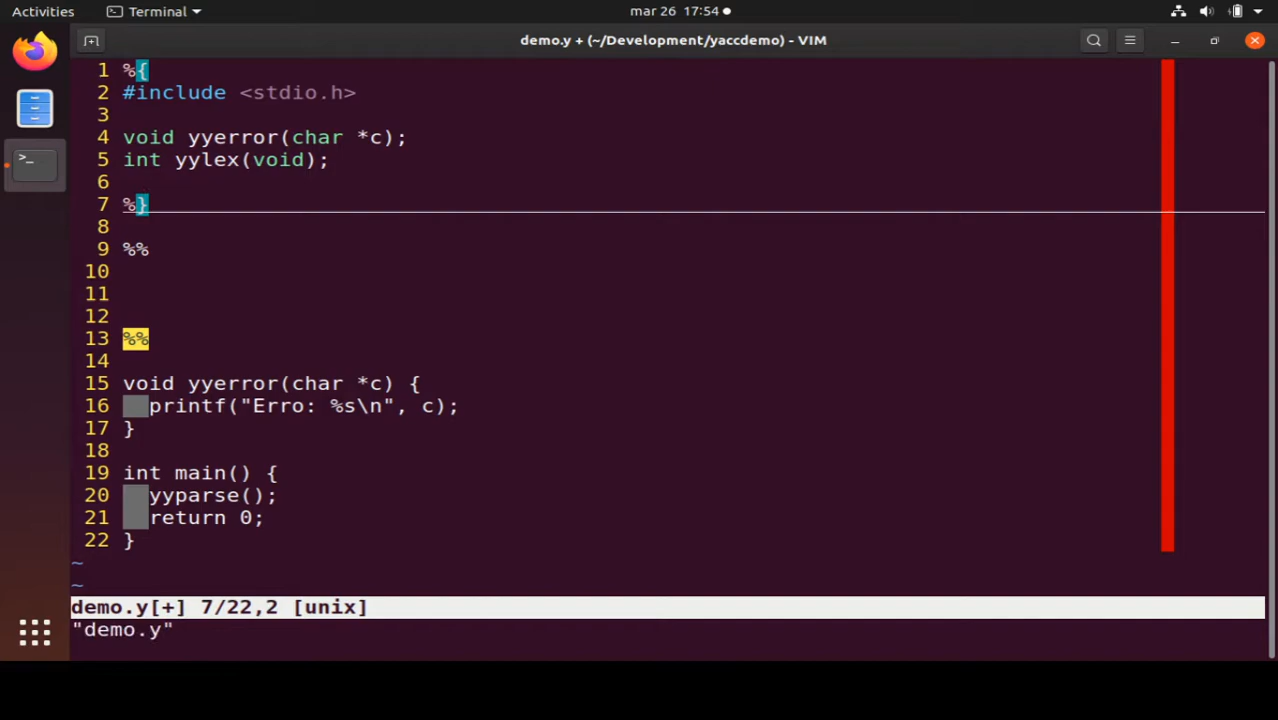 Activities Terminal mar 26 17:54
demo.y + (~/Development/yaccdemo) - VIM
1 %{
2 #include <stdio.h>
3
4 void yyerror(char *c);
5 int yylex(void);
6
7 %}
8
9 %%
10
11
12
13 %%
14
15 void yyerror(char *c) {
16   printf("Erro: %s\n", c);
17 }
18
19 int main() {
20   yyparse();
21   return 0;
22 }
~
~
demo.y[+] 7/22,2 [unix]
"demo.y"